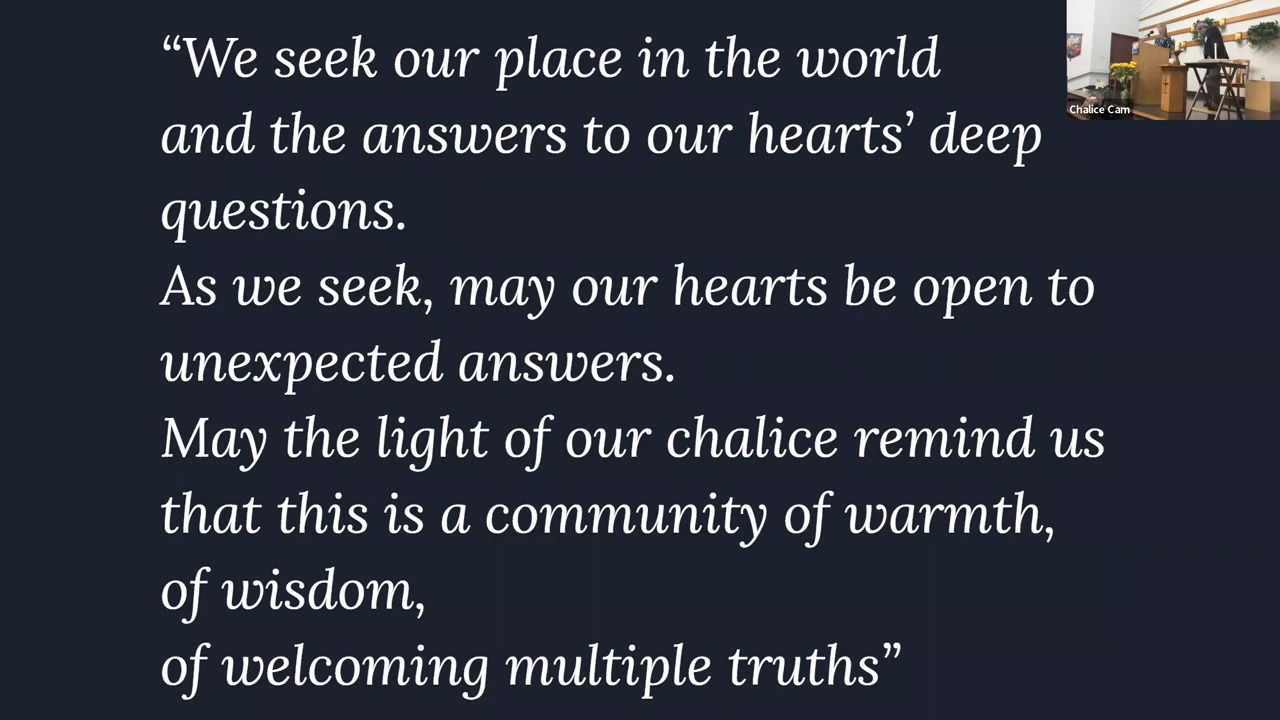 “We seek our place in the world
and the answers to our hearts’ deep
questions.
As we seek, may our hearts be open to
unexpected answers.
May the light of our chalice remind us
that this is a community of warmth,
of wisdom,
of welcoming multiple truths”
Chalice Cam